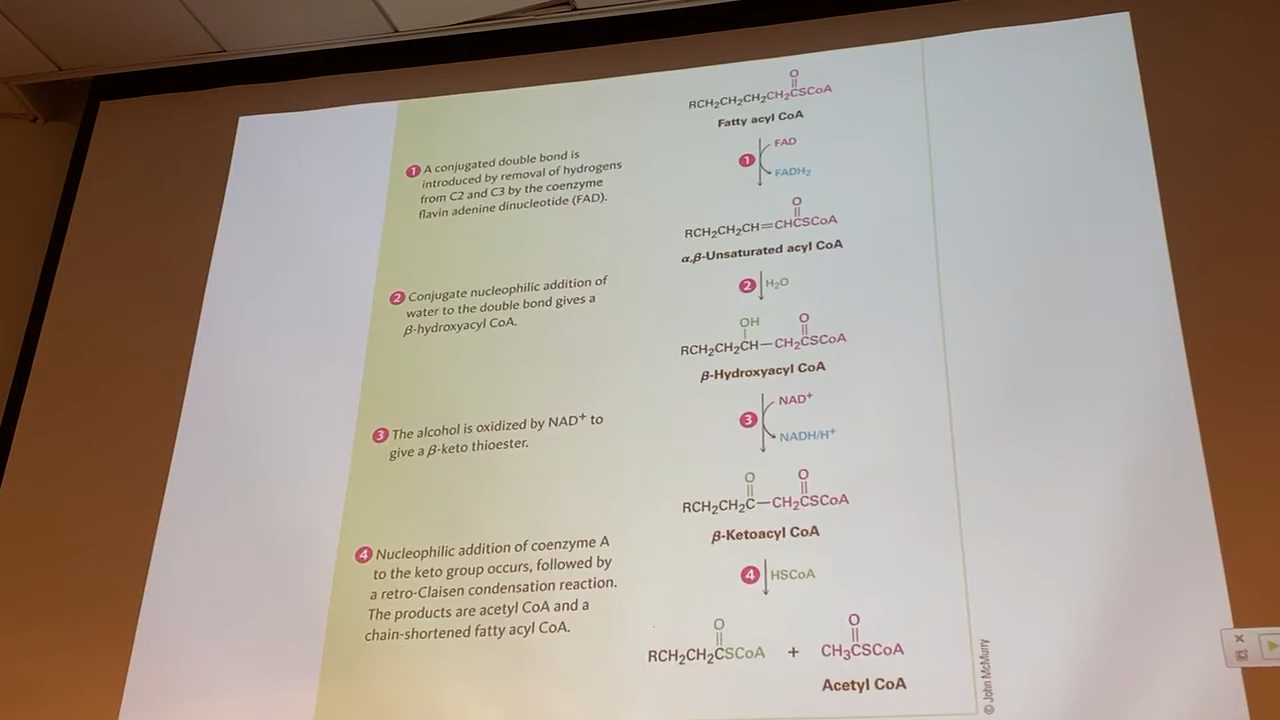 O
RCH₂CH₂CH₂CH₂CSCoA
Fatty acyl CoA
1 A conjugated double bond is
introduced by removal of hydrogens
from C2 and C3 by the coenzyme
flavin adenine dinucleotide (FAD).
1
FAD
FADH₂
O
RCH₂CH₂CH=CHCSCoA
α,β-Unsaturated acyl CoA
2 Conjugate nucleophilic addition of
water to the double bond gives a
β-hydroxyacyl CoA.
2 H₂O
OH O
RCH₂CH₂CH—CH₂CSCoA
β-Hydroxyacyl CoA
3 The alcohol is oxidized by NAD⁺ to
give a β-keto thioester.
3
NAD⁺
NADH/H⁺
O O
RCH₂CH₂C—CH₂CSCoA
β-Ketoacyl CoA
4 Nucleophilic addition of coenzyme A
to the keto group occurs, followed by
a retro-Claisen condensation reaction.
The products are acetyl CoA and a
chain-shortened fatty acyl CoA.
4 HSCoA
O O
RCH₂CH₂CSCoA + CH₃CSCoA
Acetyl CoA
© John McMurry